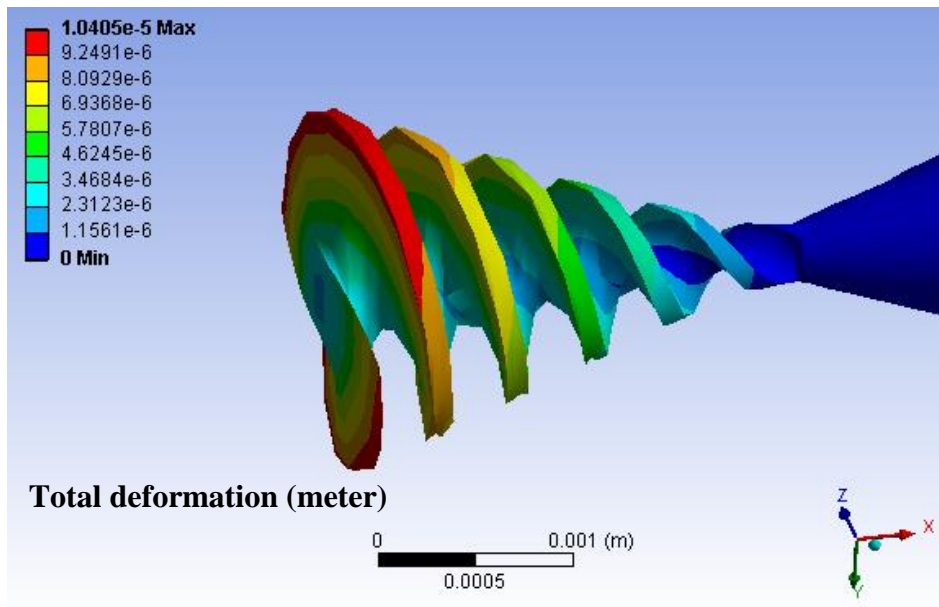 1.0405e-5 Max
9.2491e-6
8.0929e-6
6.9368e-6
5.7807e-6
4.6245e-6
3.4684e-6
2.3123e-6
1.1561e-6
0 Min
Total deformation (meter)
0 0.001 (m)
0.0005
Z
X
Y